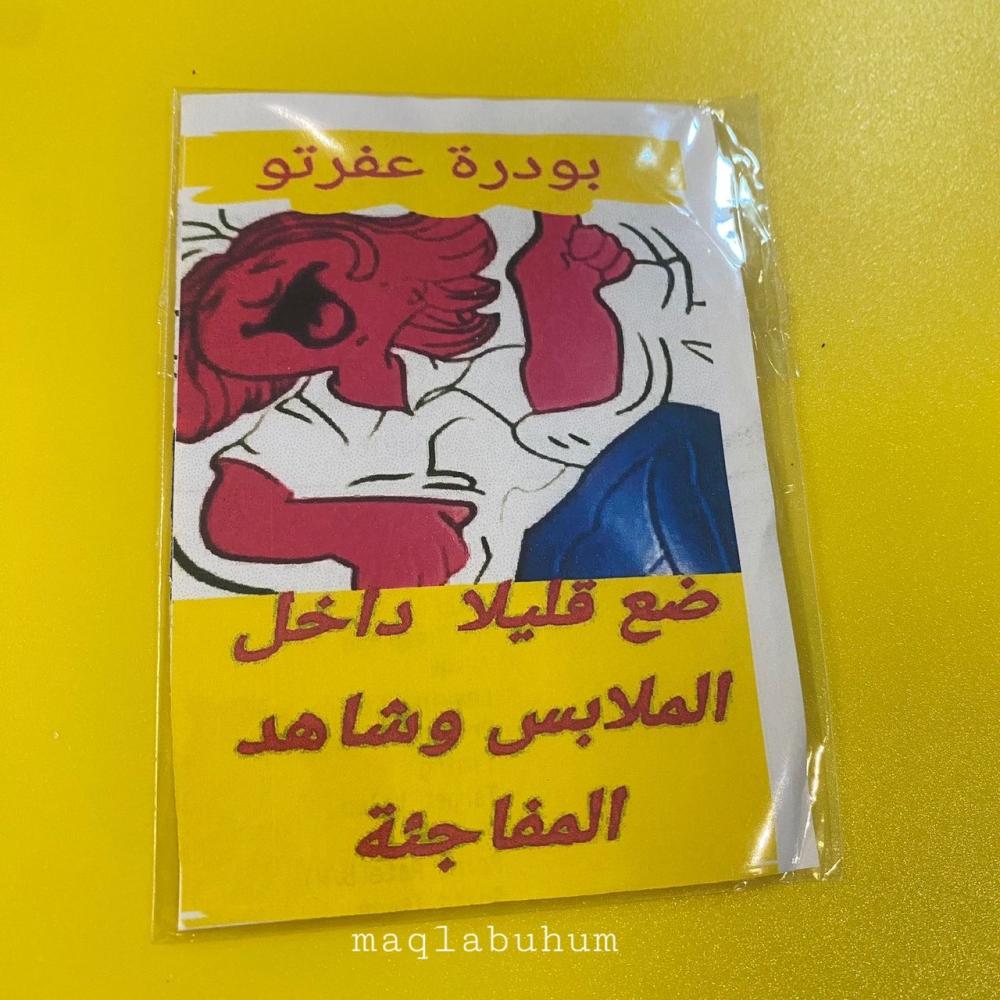 بودرة عفرتو
ضع قليلا داخل
الملابس وشاهد
المفاجئة
maqlabuhum